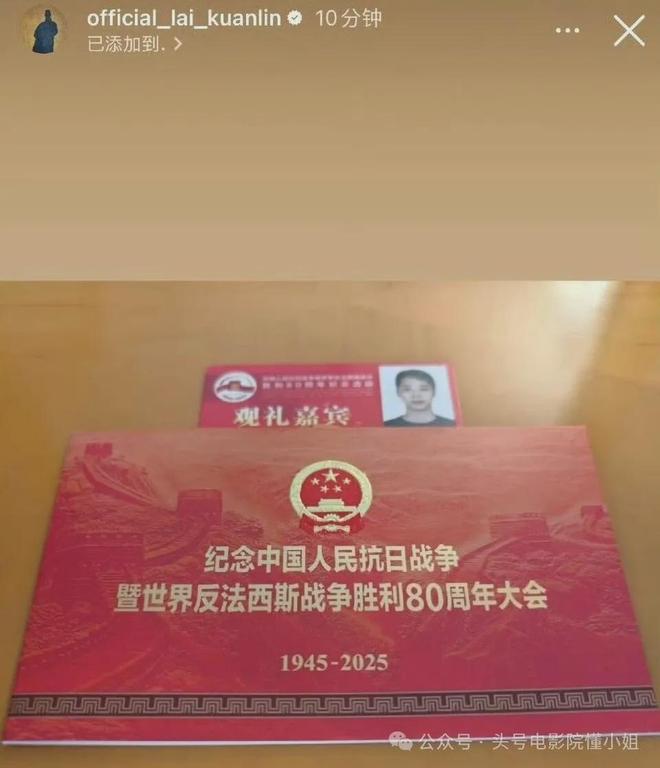 official_lai_kuanlin 10分钟
已添加到.
观礼嘉宾
纪念中国人民抗日战争
暨世界反法西斯战争胜利80周年大会
1945-2025
公众号·头号电影院懂小姐